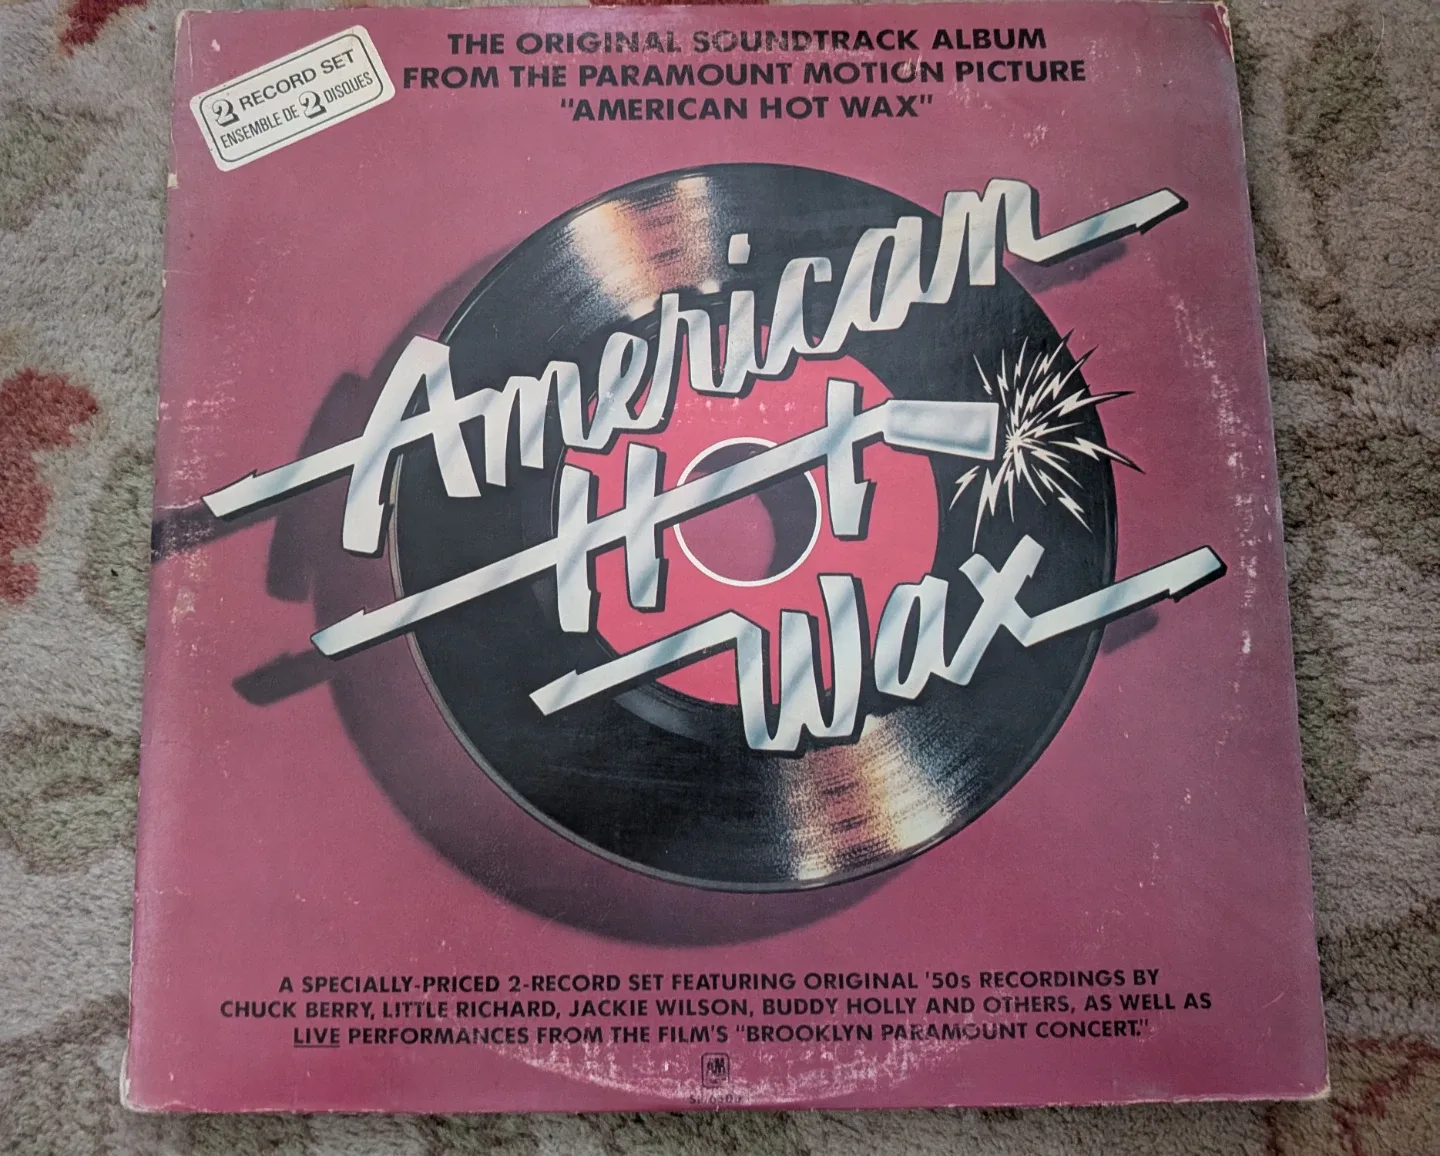 THE ORIGINAL SOUNDTRACK ALBUM
FROM THE PARAMOUNT MOTION PICTURE
"AMERICAN HOT WAX"
2 RECORD SET
ENSEMBLE DE 2 DISQUES
American
Hot
Wax
A SPECIALLY-PRICED 2-RECORD SET FEATURING ORIGINAL '50s RECORDINGS BY
CHUCK BERRY, LITTLE RICHARD, JACKIE WILSON, BUDDY HOLLY AND OTHERS, AS WELL AS
LIVE PERFORMANCES FROM THE FILM'S "BROOKLYN PARAMOUNT CONCERT."
A&M